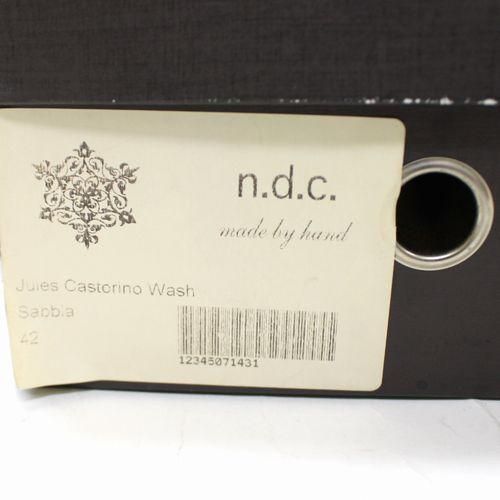 n.d.c.
made by hand
Jules Castorino Wash
Sabbia
42
12345071431